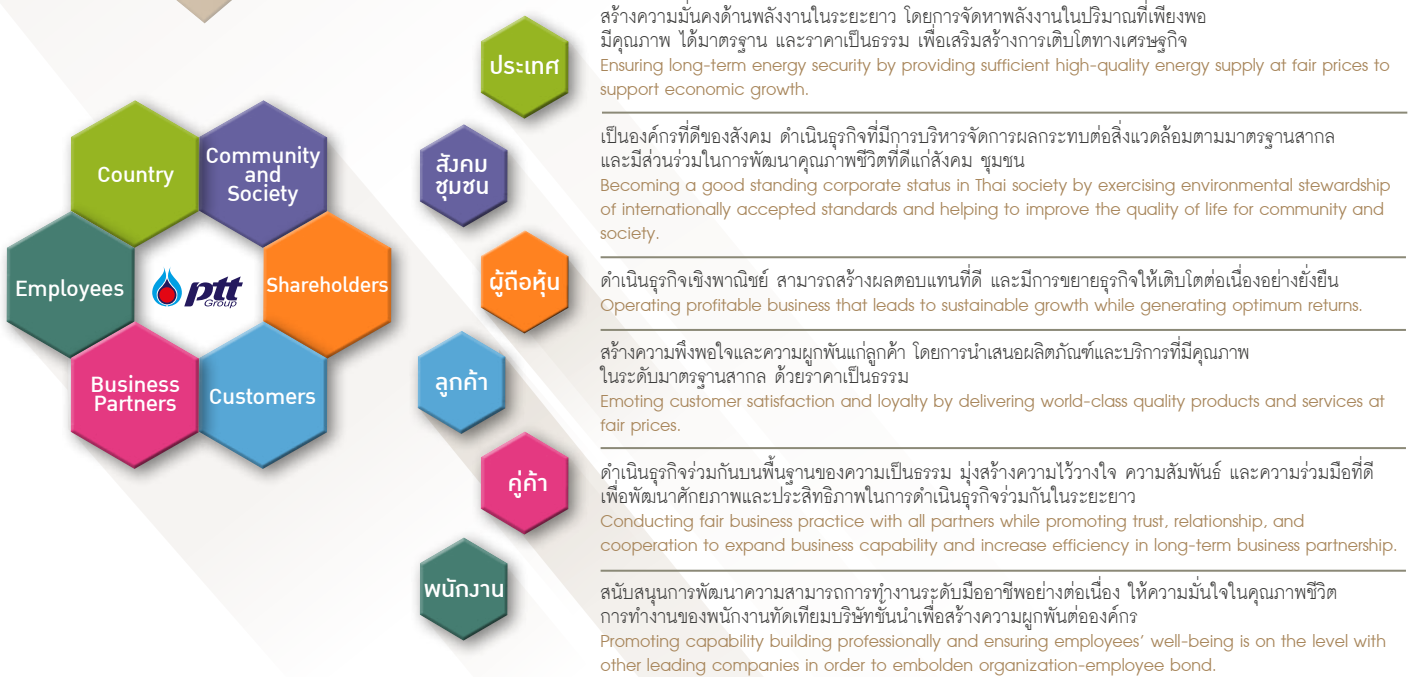 Country
Community
and
Society
Employees
ptt
Group
Shareholders
Business
Partners
Customers
ประเทศ
สร้างความมั่นคงด้านพลังงานในระยะยาว โดยการจัดหาพลังงานในปริมาณที่เพียงพอ
มีคุณภาพ ได้มาตรฐาน และราคาเป็นธรรม เพื่อเสริมสร้างการเติบโตทางเศรษฐกิจ
Ensuring long-term energy security by providing sufficient high-quality energy supply at fair prices to
support economic growth.
สังคม
ชุมชน
เป็นองค์กรที่ดีของสังคม ดำเนินธุรกิจที่มีการบริหารจัดการผลกระทบต่อสิ่งแวดล้อมตามมาตรฐานสากล
และมีส่วนร่วมในการพัฒนาคุณภาพชีวิตที่ดีแก่สังคม ชุมชน
Becoming a good standing corporate status in Thai society by exercising environmental stewardship
of internationally accepted standards and helping to improve the quality of life for community and
society.
ผู้ถือหุ้น
ดำเนินธุรกิจเชิงพาณิชย์ สามารถสร้างผลตอบแทนที่ดี และมีการขยายธุรกิจให้เติบโตต่อเนื่องอย่างยั่งยืน
Operating profitable business that leads to sustainable growth while generating optimum returns.
ลูกค้า
สร้างความพึงพอใจและความผูกพันแก่ลูกค้า โดยการนำเสนอผลิตภัณฑ์และบริการที่มีคุณภาพ
ในระดับมาตรฐานสากล ด้วยราคาเป็นธรรม
Emoting customer satisfaction and loyalty by delivering world-class quality products and services at
fair prices.
คู่ค้า
ดำเนินธุรกิจร่วมกันบนพื้นฐานของความเป็นธรรม มุ่งสร้างความไว้วางใจ ความสัมพันธ์ และความร่วมมือที่ดี
เพื่อพัฒนาศักยภาพและประสิทธิภาพในการดำเนินธุรกิจร่วมกันในระยะยาว
Conducting fair business practice with all partners while promoting trust, relationship, and
cooperation to expand business capability and increase efficiency in long-term business partnership.
พนักงาน
สนับสนุนการพัฒนาความสามารถการทำงานระดับมืออาชีพอย่างต่อเนื่อง ให้ความมั่นใจในคุณภาพชีวิต
การทำงานของพนักงานทัดเทียมบริษัทชั้นนำเพื่อสร้างความผูกพันต่อองค์กร
Promoting capability building professionally and ensuring employees’ well-being is on the level with
other leading companies in order to embolden organization-employee bond.